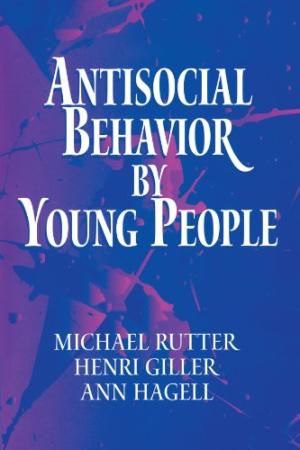 ANTISOCIAL
BEHAVIOR
BY
YOUNG PEOPLE
MICHAEL RUTTER
HENRI GILLER
ANN HAGELL